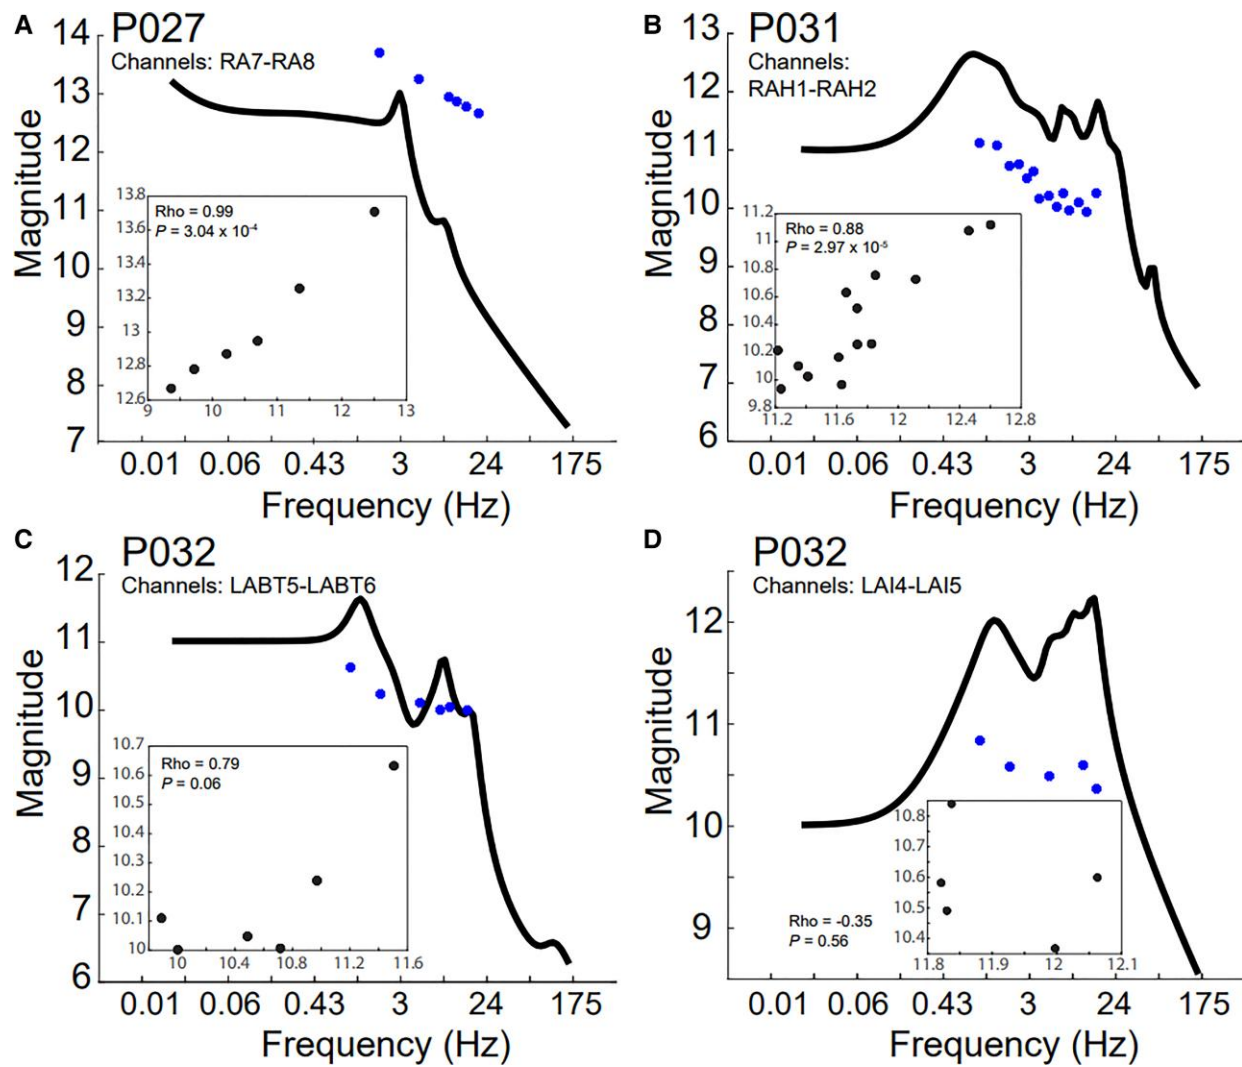 A
P027
Channels: RA7-RA8
14
13
12
11
10
9
8
7
Magnitude
13.8
13.6
13.4
13.2
13
12.8
12.6
Rho = 0.99
P = 3.04 x 10-4
9 10 11 12 13
0.01 0.06 0.43 3 24 175
Frequency (Hz)
B
P031
Channels:
RAH1-RAH2
13
12
11
10
9
8
7
6
Magnitude
11.2
11
10.8
10.6
10.4
10.2
10
9.8
Rho = 0.88
P = 2.97 x 10-5
11.2 11.6 12 12.4 12.8
0.01 0.06 0.43 3 24 175
Frequency (Hz)
C
P032
Channels: LABT5-LABT6
12
11
10
9
8
7
6
Magnitude
10.7
10.6
10.5
10.4
10.3
10.2
10.1
10
Rho = 0.79
P = 0.06
10 10.4 10.8 11.2 11.6
0.01 0.06 0.43 3 24 175
Frequency (Hz)
D
P032
Channels: LAI4-LAI5
12
11
10
9
Magnitude
10.8
10.7
10.6
10.5
10.4
Rho = -0.35
P = 0.56
11.8 11.9 12 12.1
0.01 0.06 0.43 3 24 175
Frequency (Hz)